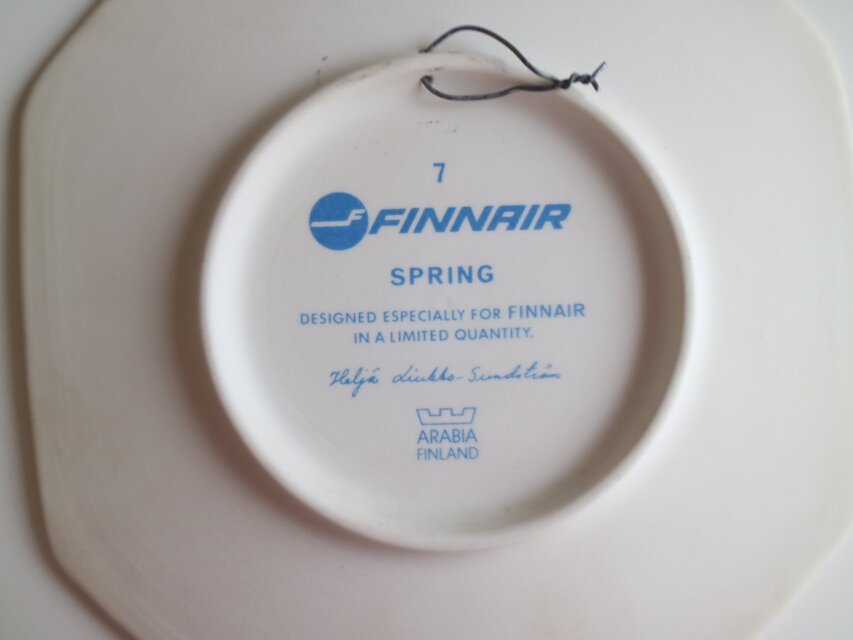 7
FINNAIR
SPRING
DESIGNED ESPECIALLY FOR FINNAIR
IN A LIMITED QUANTITY.
Heljä Liukko-Sundström
ARABIA
FINLAND